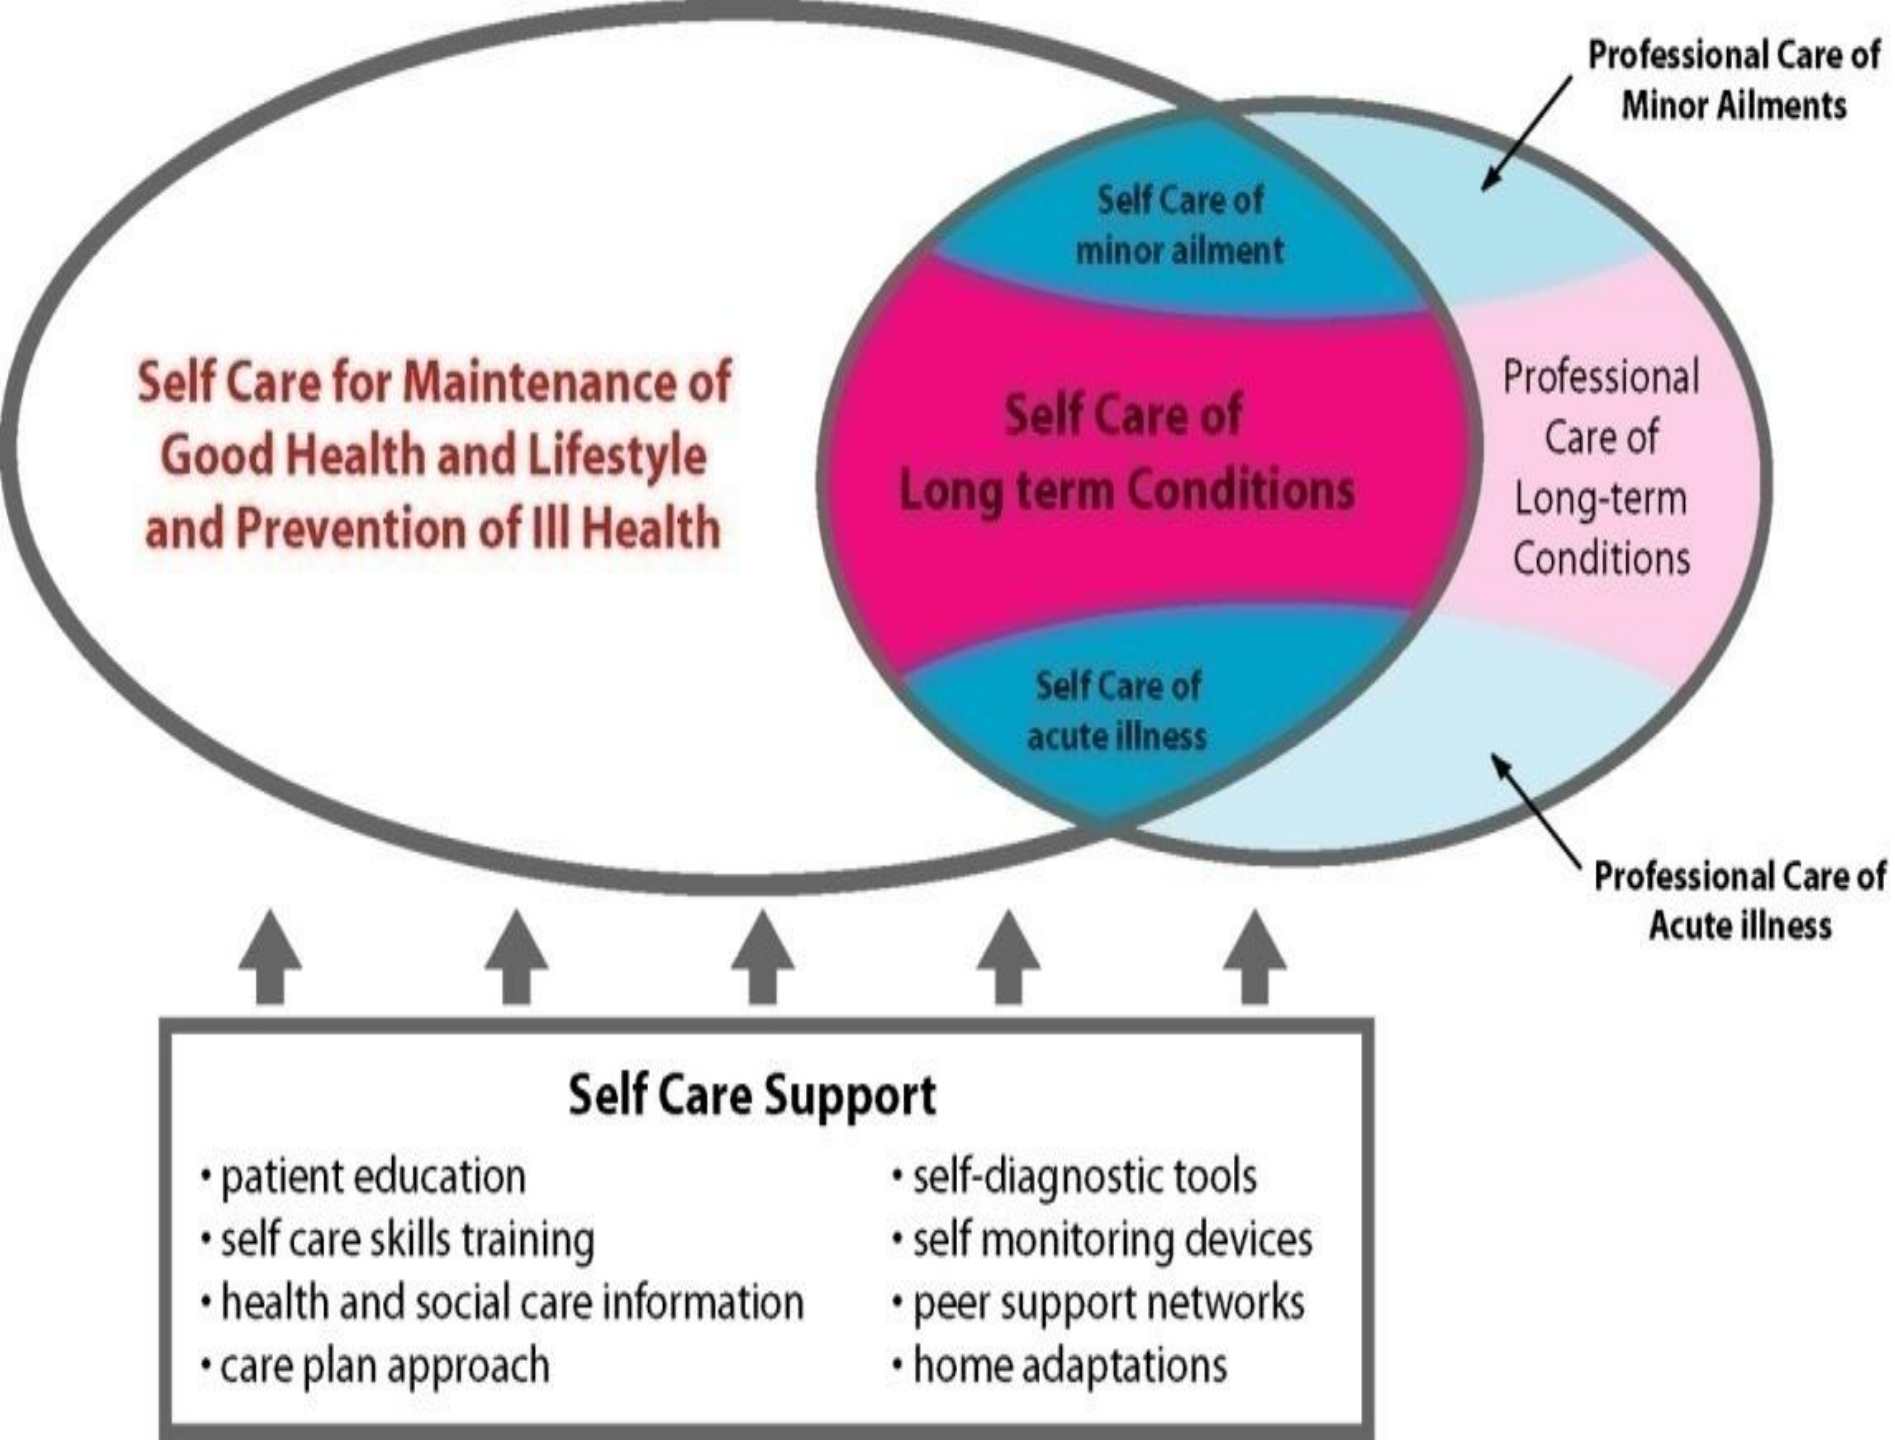 Professional Care of
Minor Ailments
Self Care of
minor ailment
Self Care for Maintenance of
Good Health and Lifestyle
and Prevention of Ill Health
Self Care of
Long term Conditions
Professional
Care of
Long-term
Conditions
Self Care of
acute illness
Professional Care of
Acute illness
Self Care Support
• patient education
• self care skills training
• health and social care information
• care plan approach
• self-diagnostic tools
• self monitoring devices
• peer support networks
• home adaptations